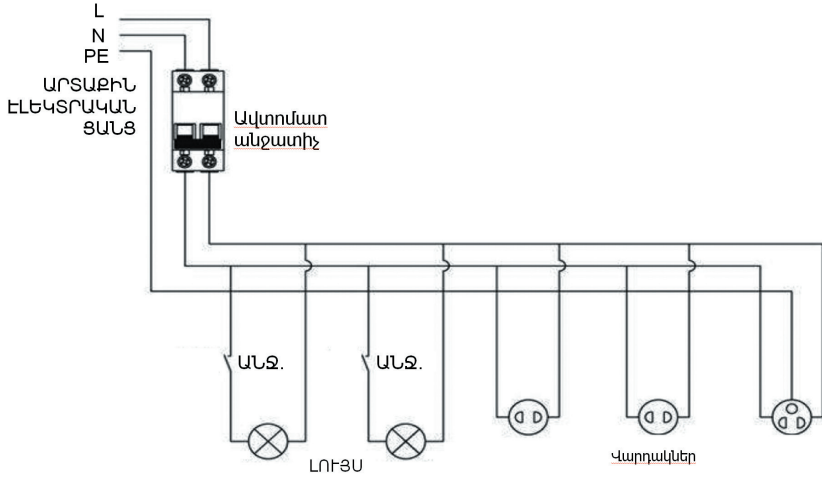 L
N
PE
ԱՐՏԱՔԻՆ
ԷԼԵԿՏՐԱԿԱՆ
ՑԱՆՑ
Ավտոմատ
անջատիչ
ԱՆՋ.
ԱՆՋ.
ԼՈՒՅՍ
Վարդակներ